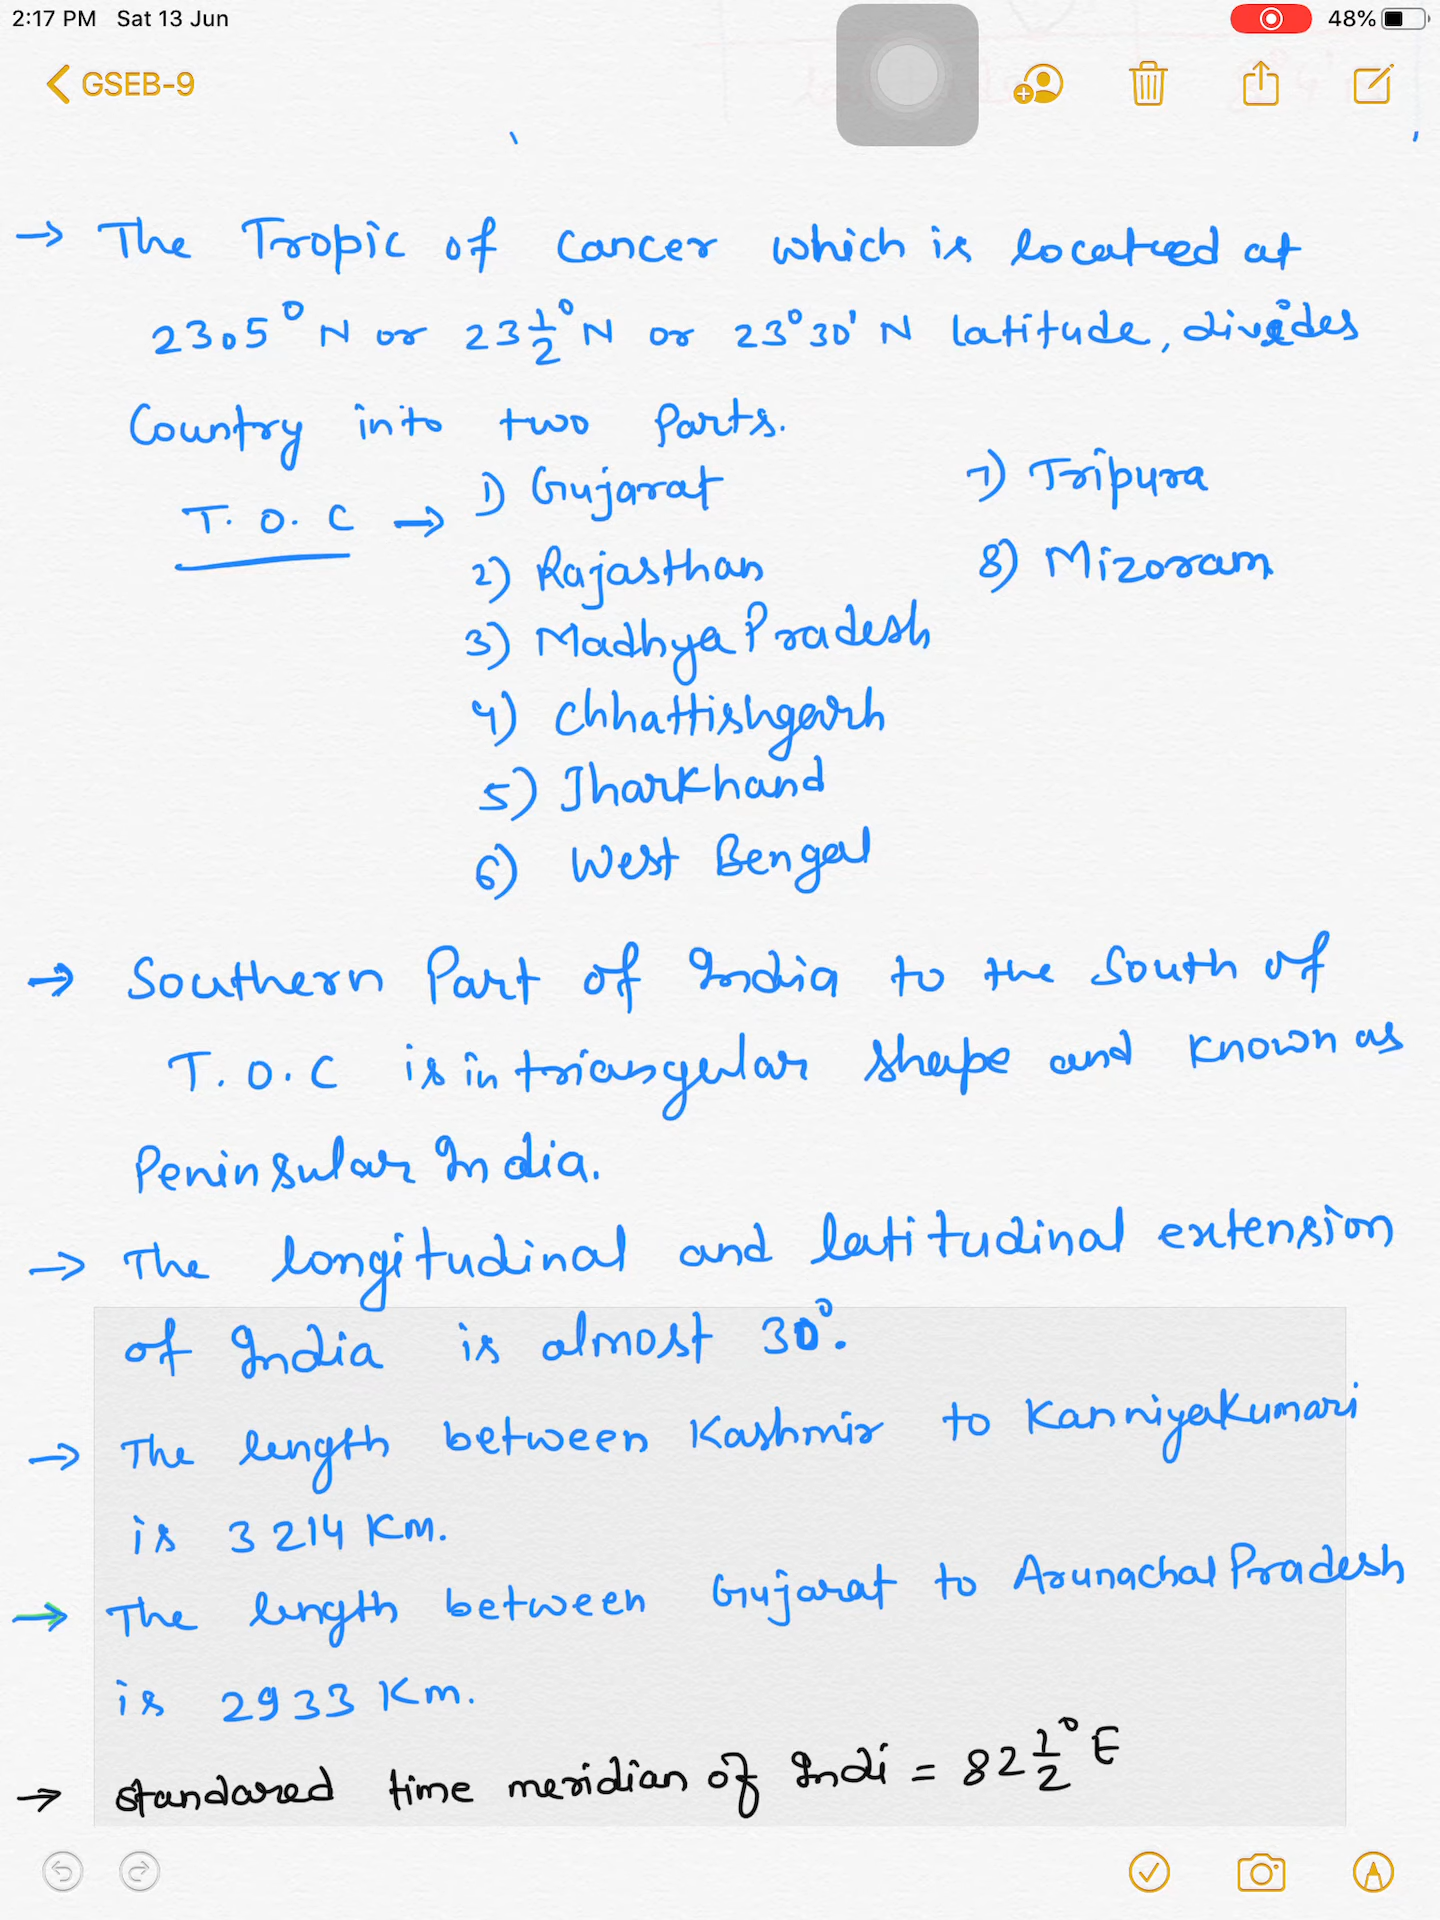 2:17 PM Sat 13 Jun 48%
GSEB-9
→ The Tropic of Cancer which is located at
23.5° N or 23 1/2° N or 23°30' N latitude, divides
Country into two Parts.
T. O. C → 1) Gujarat
2) Rajasthan
3) Madhya Pradesh
4) Chhattishgarh
5) Jharkhand
6) West Bengal
7) Tripura
8) Mizoram
→ Southern Part of India to the South of
T. O. C is in triangular shape and known as
Peninsular India.
→ The longitudinal and latitudinal extension
of India is almost 30°.
→ The length between Kashmir to Kanniyakumari
is 3214 Km.
→ The length between Gujarat to Arunachal Pradesh
is 2933 Km.
→ standared time meridian of Indi = 82 1/2° E